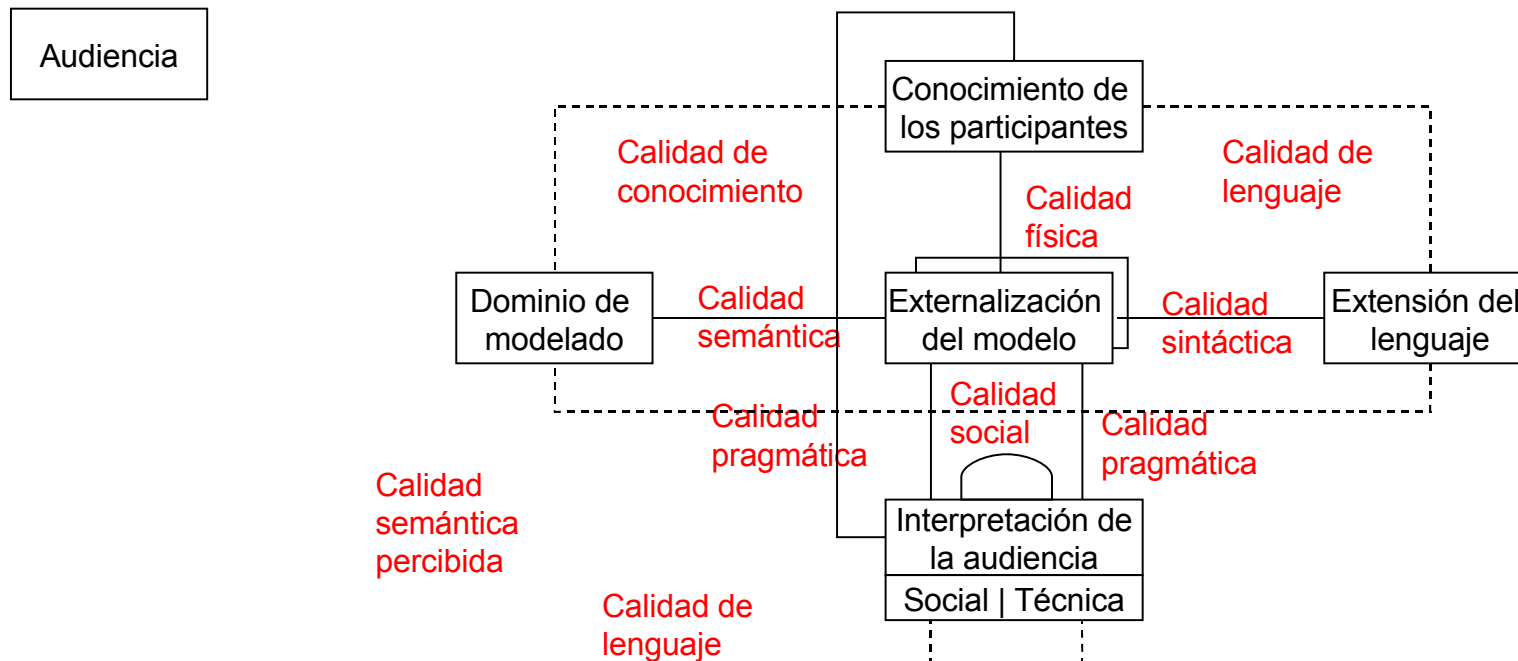 Audiencia
Conocimiento de
los participantes
Calidad de
conocimiento
Calidad de
lenguaje
Calidad
física
Dominio de
modelado
Calidad
semántica
Externalización
del modelo
Calidad
sintáctica
Extensión del
lenguaje
Calidad
pragmática
Calidad
social
Calidad
pragmática
Calidad
semántica
percibida
Interpretación de
la audiencia
Social | Técnica
Calidad de
lenguaje